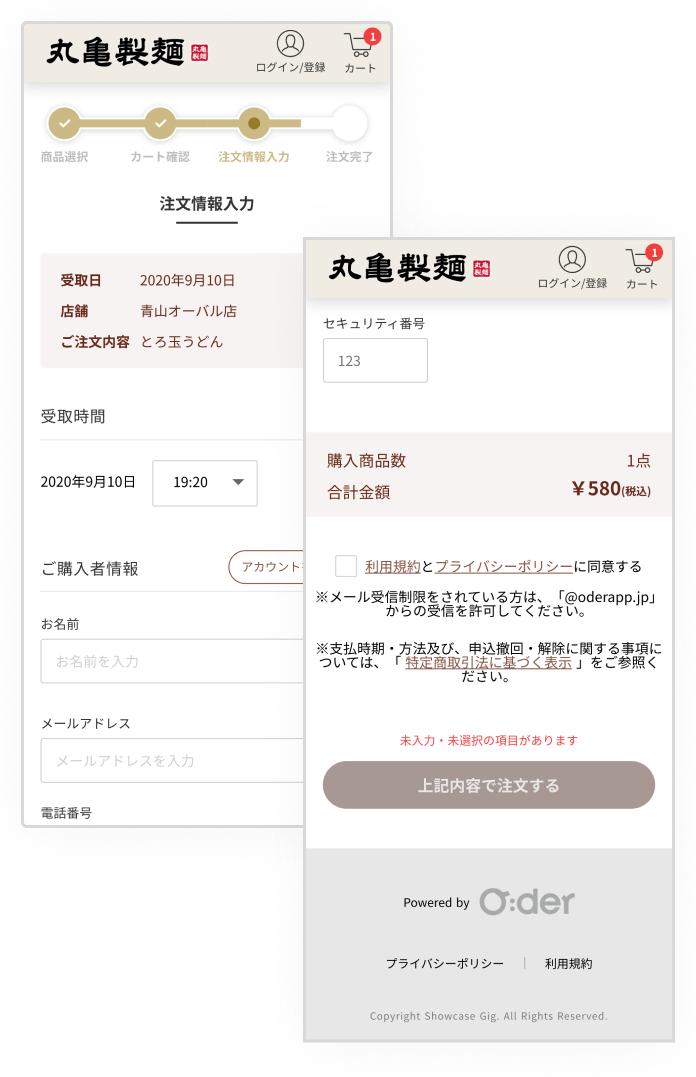 丸亀製麺
丸亀
製麺
ログイン/登録
1
カート
商品選択
カート確認
注文情報入力
注文完了
注文情報入力
受取日 2020年9月10日
店舗 青山オーバル店
ご注文内容 とろ玉うどん
受取時間
2020年9月10日 19:20
ご購入者情報
アカウント
お名前
お名前を入力
メールアドレス
メールアドレスを入力
電話番号
丸亀製麺
丸亀
製麺
ログイン/登録
1
カート
セキュリティ番号
123
購入商品数 1点
合計金額 ￥580(税込)
利用規約とプライバシーポリシーに同意する
※メール受信制限をされている方は、「@oderapp.jp」
からの受信を許可してください。
※支払時期・方法及び、申込撤回・解除に関する事項に
ついては、「 特定商取引法に基づく表示 」をご参照く
ださい。
未入力・未選択の項目があります
上記内容で注文する
Powered by O:der
プライバシーポリシー | 利用規約
Copyright Showcase Gig. All Rights Reserved.